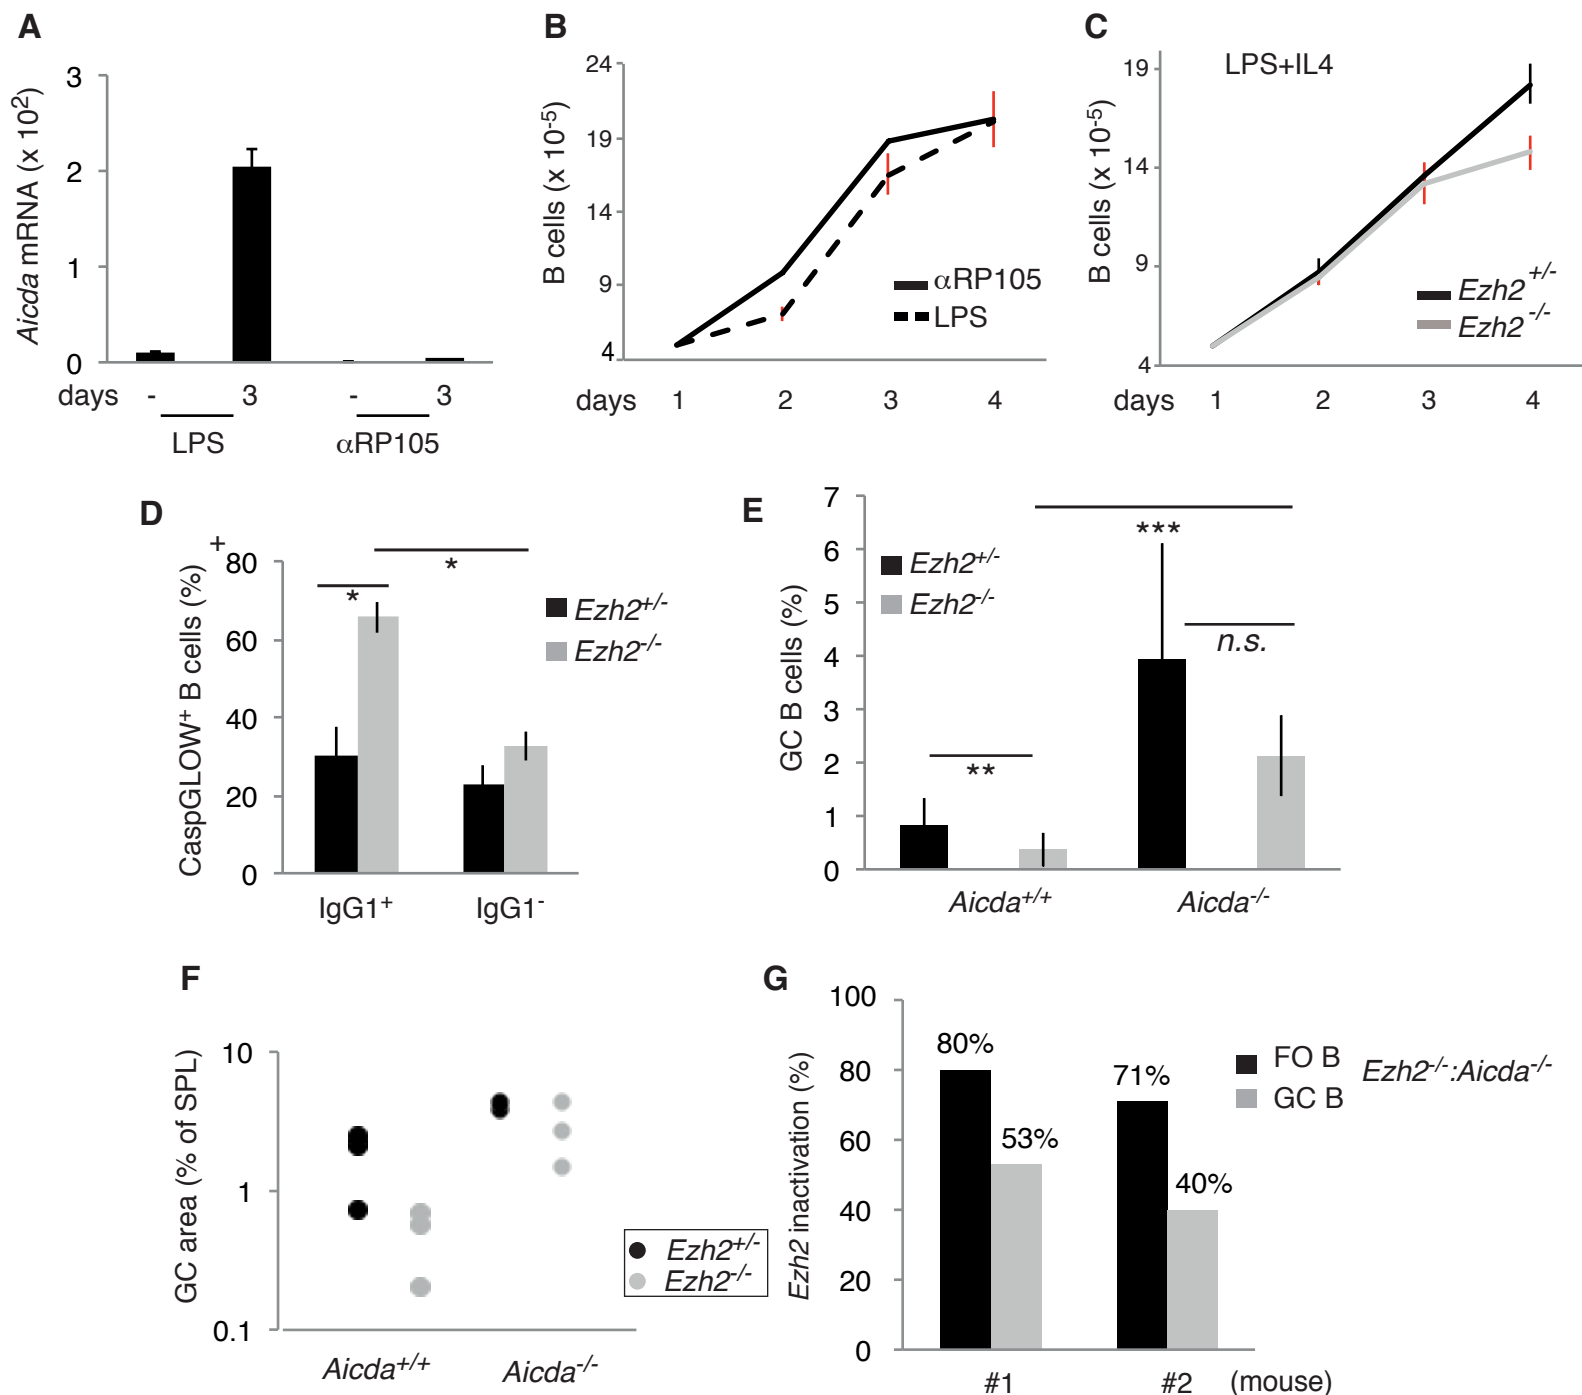 A
Aicda mRNA (x 10²)
3
2
1
0
days - 3 - 3
LPS αRP105
B
B cells (x 10⁻⁵)
24
19
14
9
4
αRP105
LPS
days 1 2 3 4
C
LPS+IL4
B cells (x 10⁻⁵)
19
14
9
4
Ezh2⁺/⁻
Ezh2⁻/⁻
days 1 2 3 4
D
+
CaspGLOW⁺ B cells (%)
80
60
40
20
0
*
*
Ezh2⁺/⁻
Ezh2⁻/⁻
IgG1⁺ IgG1⁻
E
GC B cells (%)
7
6
5
4
3
2
1
0
Ezh2⁺/⁻
Ezh2⁻/⁻
***
n.s.
**
Aicda⁺/⁺ Aicda⁻/⁻
F
GC area (% of SPL)
10
1
0.1
Ezh2⁺/⁻
Ezh2⁻/⁻
Aicda⁺/⁺ Aicda⁻/⁻
G
Ezh2 inactivation (%)
100
80
60
40
20
0
80%
53%
71%
40%
FO B
GC B
Ezh2⁻/⁻:Aicda⁻/⁻
#1 #2 (mouse)